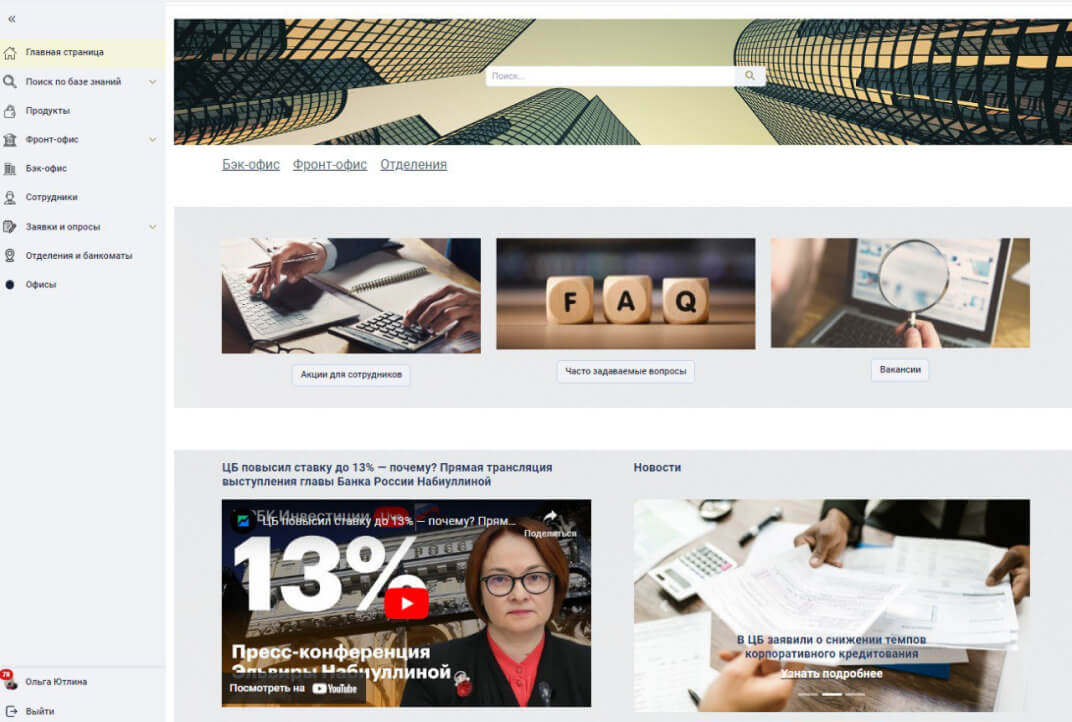 «
Главная страница
Поиск по базе знаний
Продукты
Фронт-офис
Бэк-офис
Сотрудники
Заявки и опросы
Отделения и банкоматы
Офисы
78
Ольга Ютлина
Выйти
Поиск...
Бэк-офис Фронт-офис Отделения
F A Q
Акции для сотрудников
Часто задаваемые вопросы
Вакансии
ЦБ повысил ставку до 13% — почему? Прямая трансляция
выступления главы Банка России Набиуллиной
РБК Инвестиции Live
ЦБ повысил ставку до 13% — почему? Прям...
Поделиться
13%
Пресс-конференция
Эльвиры Набиуллиной
Посмотреть на YouTube
Новости
В ЦБ заявили о снижении темпов
корпоративного кредитования
Узнать подробнее